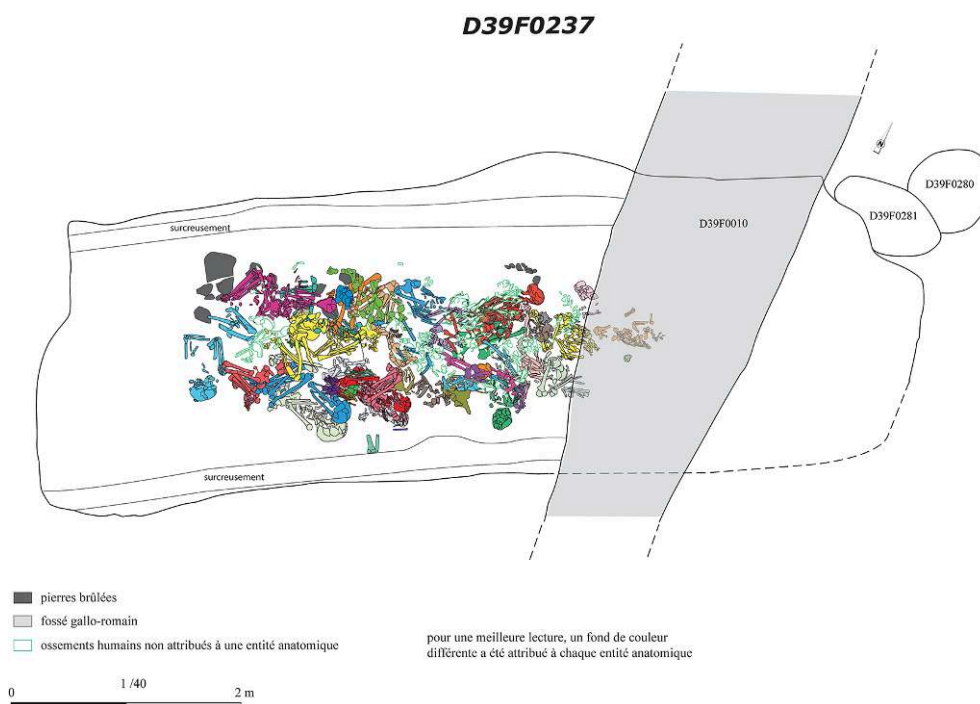 D39F0237
D39F0280
D39F0281
D39F0010
surcreusement
surcreusement
pierres brûlées
fossé gallo-romain
ossements humains non attribués à une entité anatomique
pour une meilleure lecture, un fond de couleur
différente a été attribué à chaque entité anatomique
1 /40
0 2 m